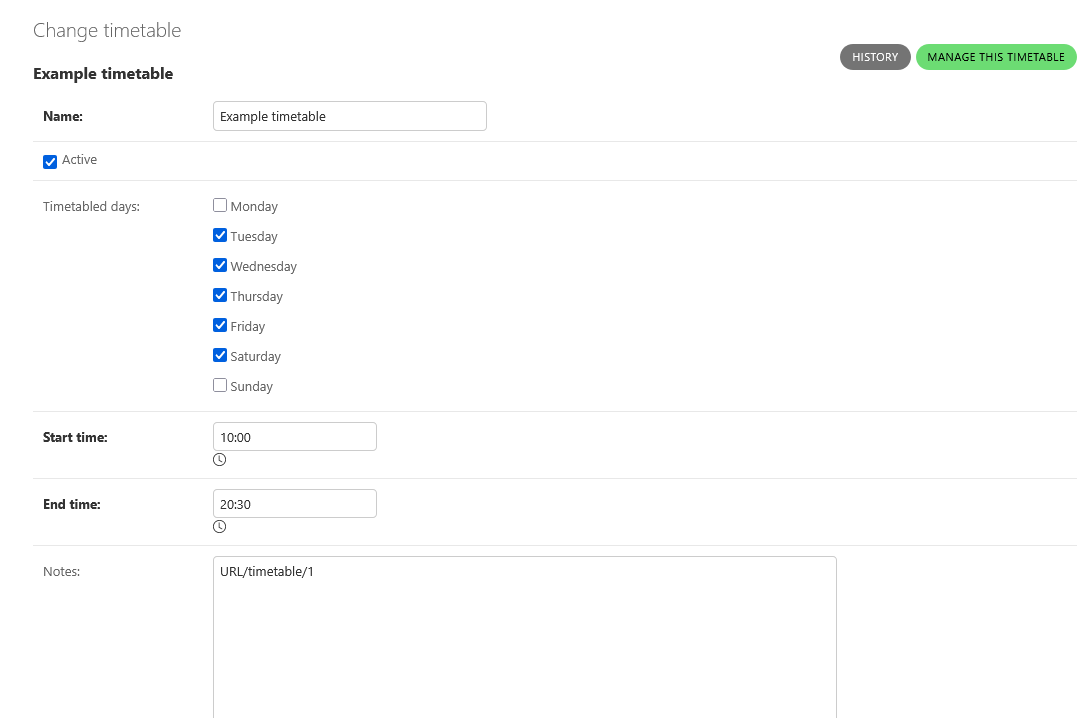 Change timetable
HISTORY
MANAGE THIS TIMETABLE
Example timetable
Name:
Example timetable
Active
Timetabled days:
Monday
Tuesday
Wednesday
Thursday
Friday
Saturday
Sunday
Start time:
10:00
End time:
20:30
Notes:
URL/timetable/1